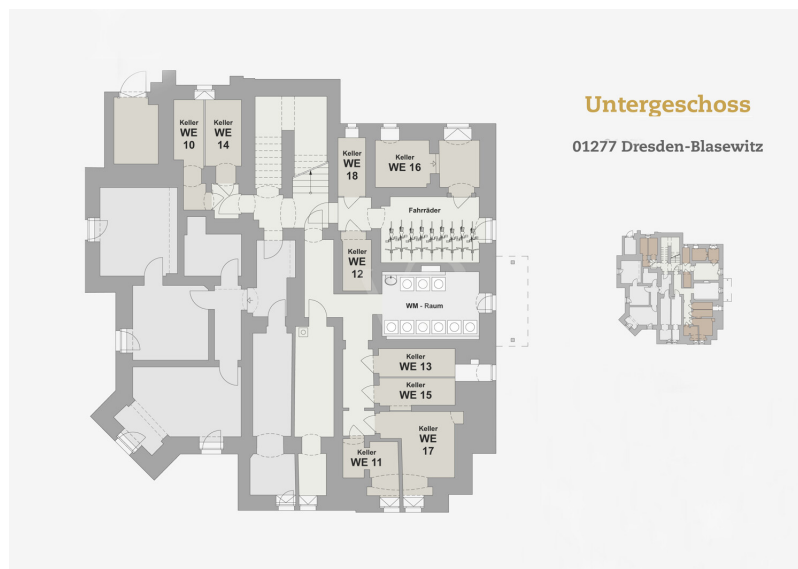 Untergeschoss
01277 Dresden-Blasewitz
Keller
WE
10
Keller
WE
14
Keller
WE
18
Keller
WE 16
Fahrräder
Keller
WE
12
WM - Raum
Keller
WE 13
Keller
WE 15
Keller
WE
17
Keller
WE 11